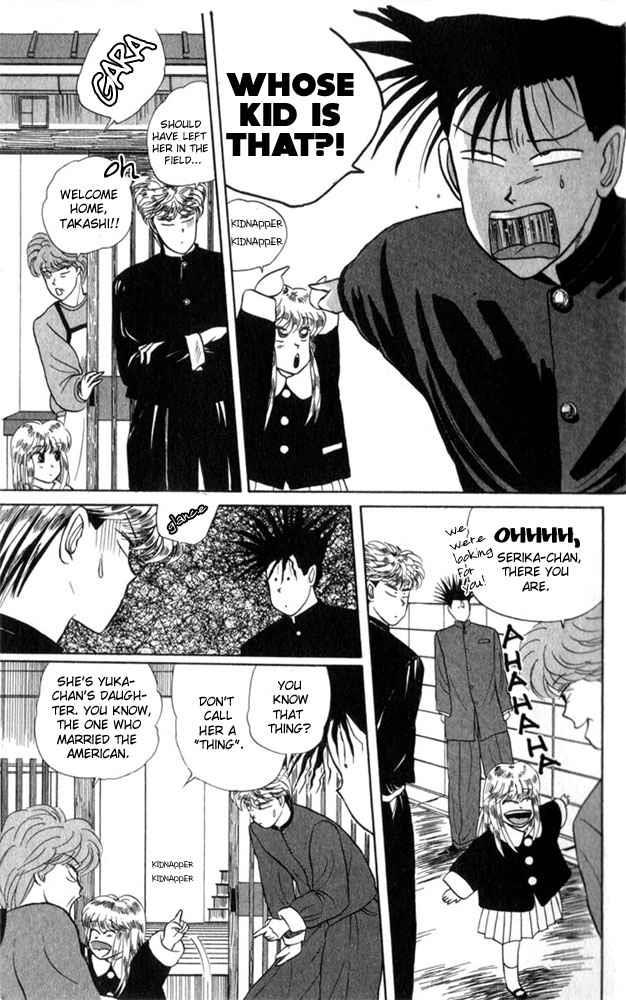 WHOSE
KID IS
THAT?!
KIDNAPPER
KIDNAPPER
GARA
SHOULD
HAVE LEFT
HER IN THE
FIELD...
oh
WELCOME
HOME,
TAKASHI!!
OHHHH,
SERIKA-CHAN,
THERE YOU
ARE.
We
were
looking
for
you!
AHAHAHA
glance
YOU
KNOW
THAT
THING?
DON'T
CALL
HER A
"THING".
SHE'S YUKA-
CHAN'S DAUGH-
TER. YOU KNOW,
THE ONE WHO
MARRIED THE
AMERICAN.
KIDNAPPER
KIDNAPPER